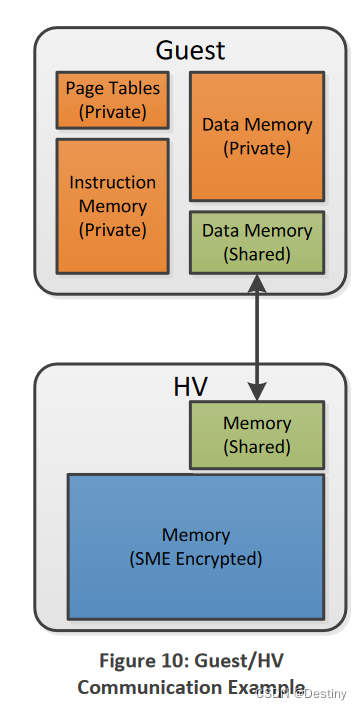 Guest
Page Tables
(Private)
Data Memory
(Private)
Instruction
Memory
(Private)
Data Memory
(Shared)
HV
Memory
(Shared)
Memory
(SME Encrypted)
Figure 10: Guest/HV
Communication Example
CSDN @Destiny